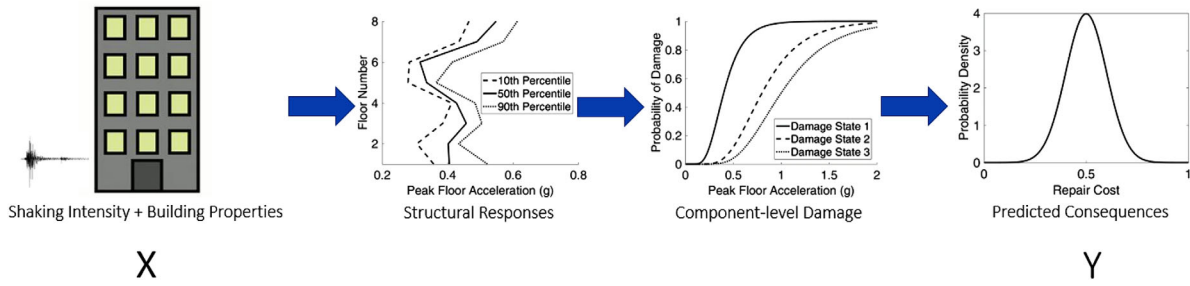 8
6
4
2
Floor Number
10th Percentile
50th Percentile
90th Percentile
0.2 0.4 0.6 0.8
Peak Floor Acceleration (g)
1
0.8
0.6
0.4
0.2
0
Probability of Damage
Damage State 1
Damage State 2
Damage State 3
0 0.5 1 1.5 2
Peak Floor Acceleration (g)
4
3
2
1
0
Probability Density
0 0.5 1
Repair Cost
Shaking Intensity + Building Properties
Structural Responses
Component-level Damage
Predicted Consequences
X
Y